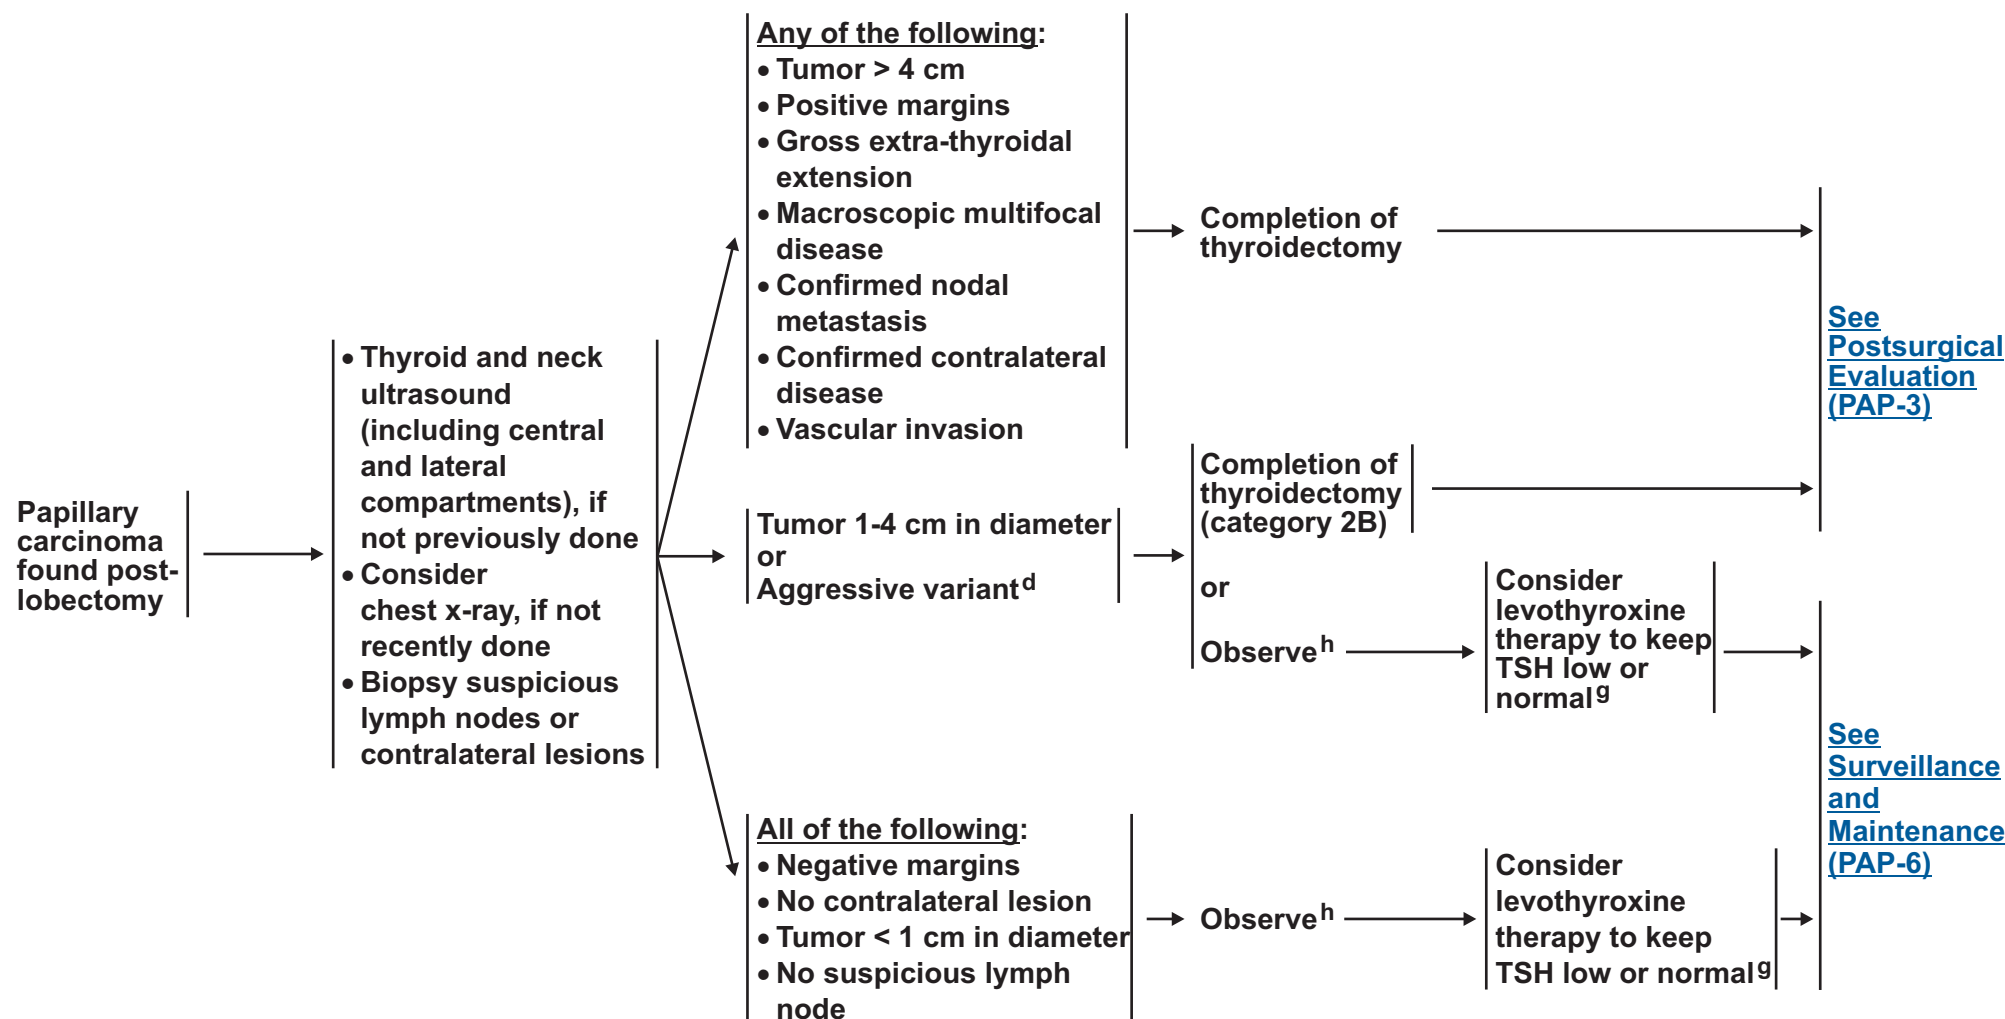 Papillary
carcinoma
found post-
lobectomy
• Thyroid and neck
ultrasound
(including central
and lateral
compartments), if
not previously done
• Consider
chest x-ray, if not
recently done
• Biopsy suspicious
lymph nodes or
contralateral lesions
Any of the following:
• Tumor > 4 cm
• Positive margins
• Gross extra-thyroidal
extension
• Macroscopic multifocal
disease
• Confirmed nodal
metastasis
• Confirmed contralateral
disease
• Vascular invasion
Completion of
thyroidectomy
See
Postsurgical
Evaluation
(PAP-3)
Tumor 1-4 cm in diameter
or
Aggressive variant d
Completion of
thyroidectomy
(category 2B)
or
Observe h
Consider
levothyroxine
therapy to keep
TSH low or
normal g
All of the following:
• Negative margins
• No contralateral lesion
• Tumor < 1 cm in diameter
• No suspicious lymph
node
Observe h
Consider
levothyroxine
therapy to keep
TSH low or normal g
See
Surveillance
and
Maintenance
(PAP-6)